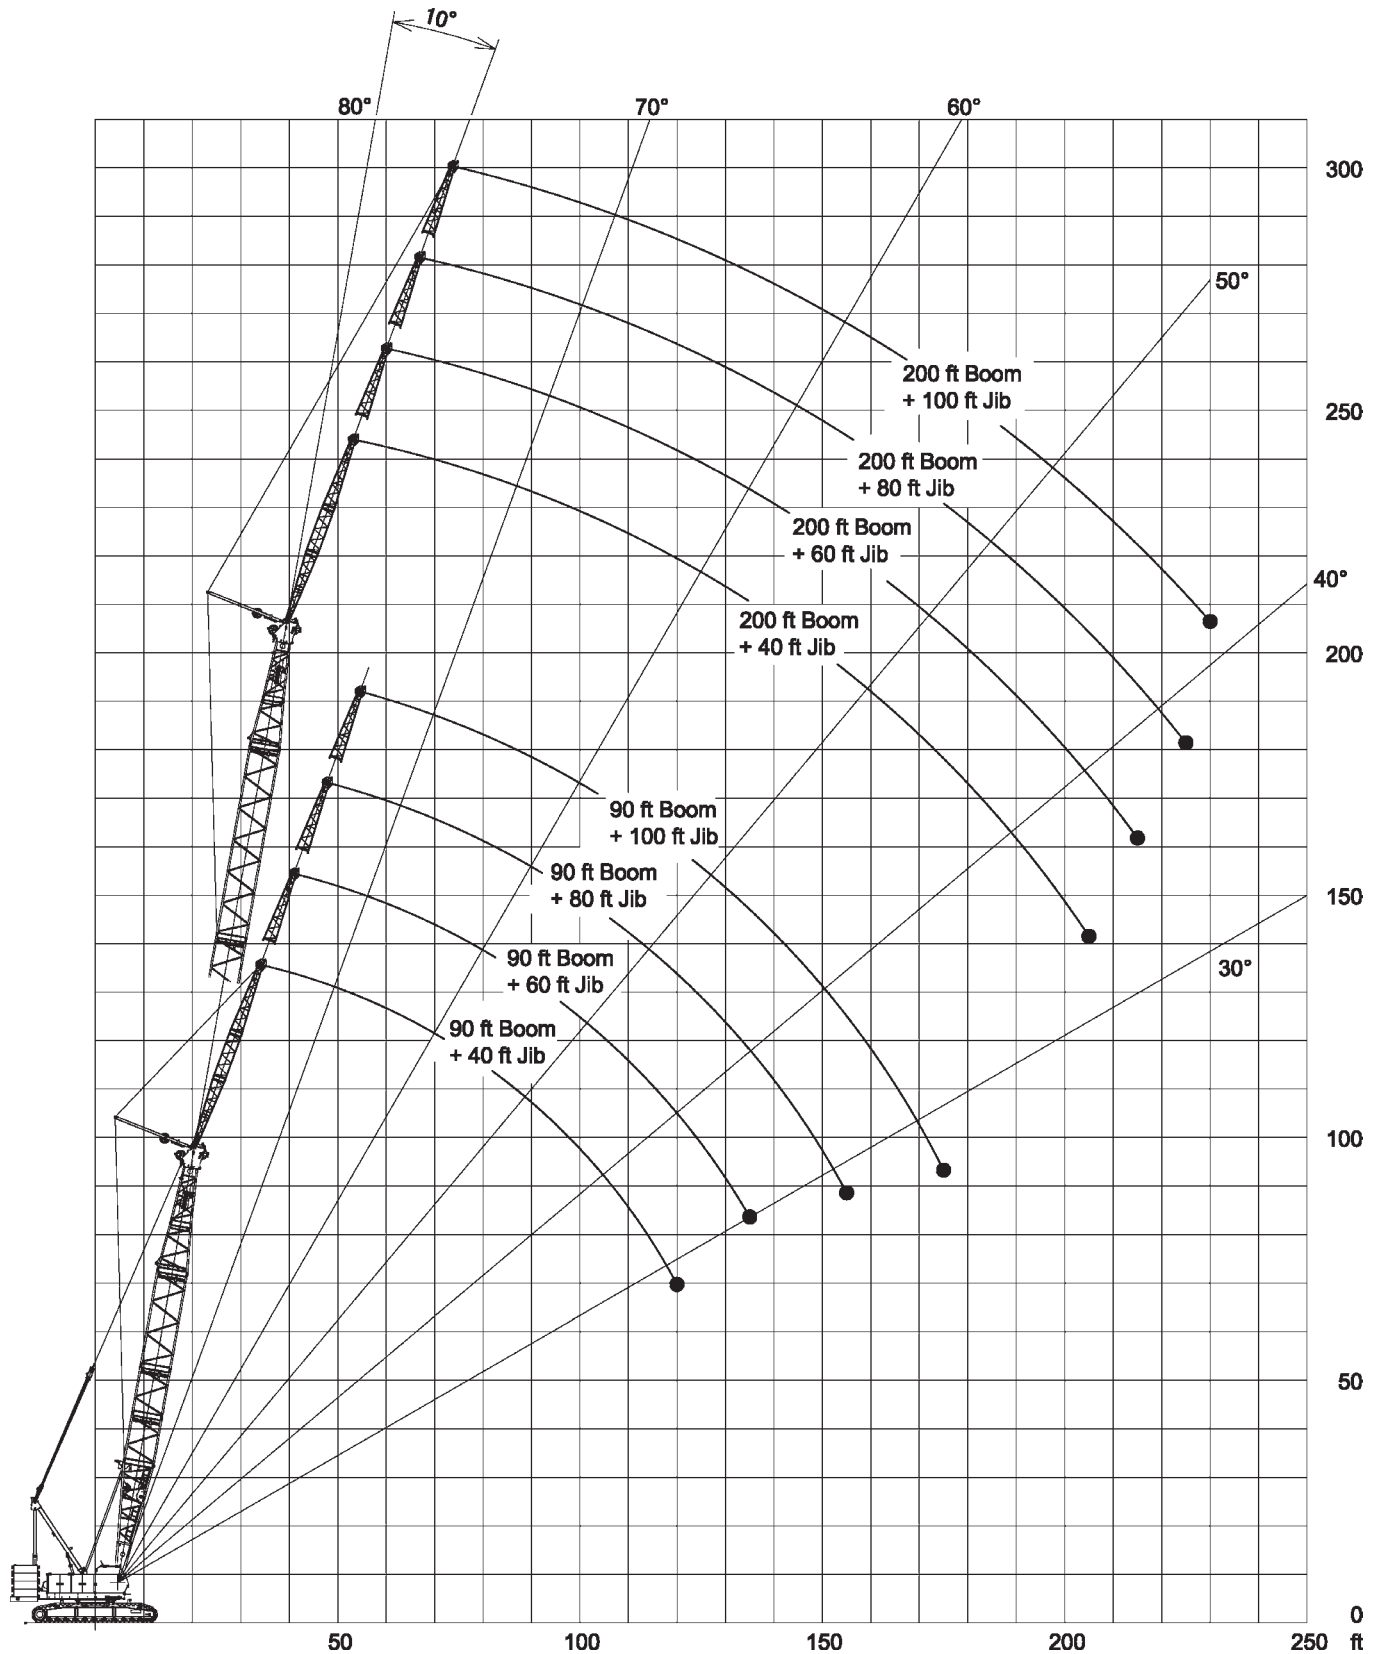 10°
80°
70°
60°
300
50°
200 ft Boom
+ 100 ft Jib
250
200 ft Boom
+ 80 ft Jib
200 ft Boom
+ 60 ft Jib
40°
200 ft Boom
+ 40 ft Jib
200
90 ft Boom
+ 100 ft Jib
90 ft Boom
+ 80 ft Jib
150
90 ft Boom
+ 60 ft Jib
30°
90 ft Boom
+ 40 ft Jib
100
50
0
50
100
150
200
250
ft